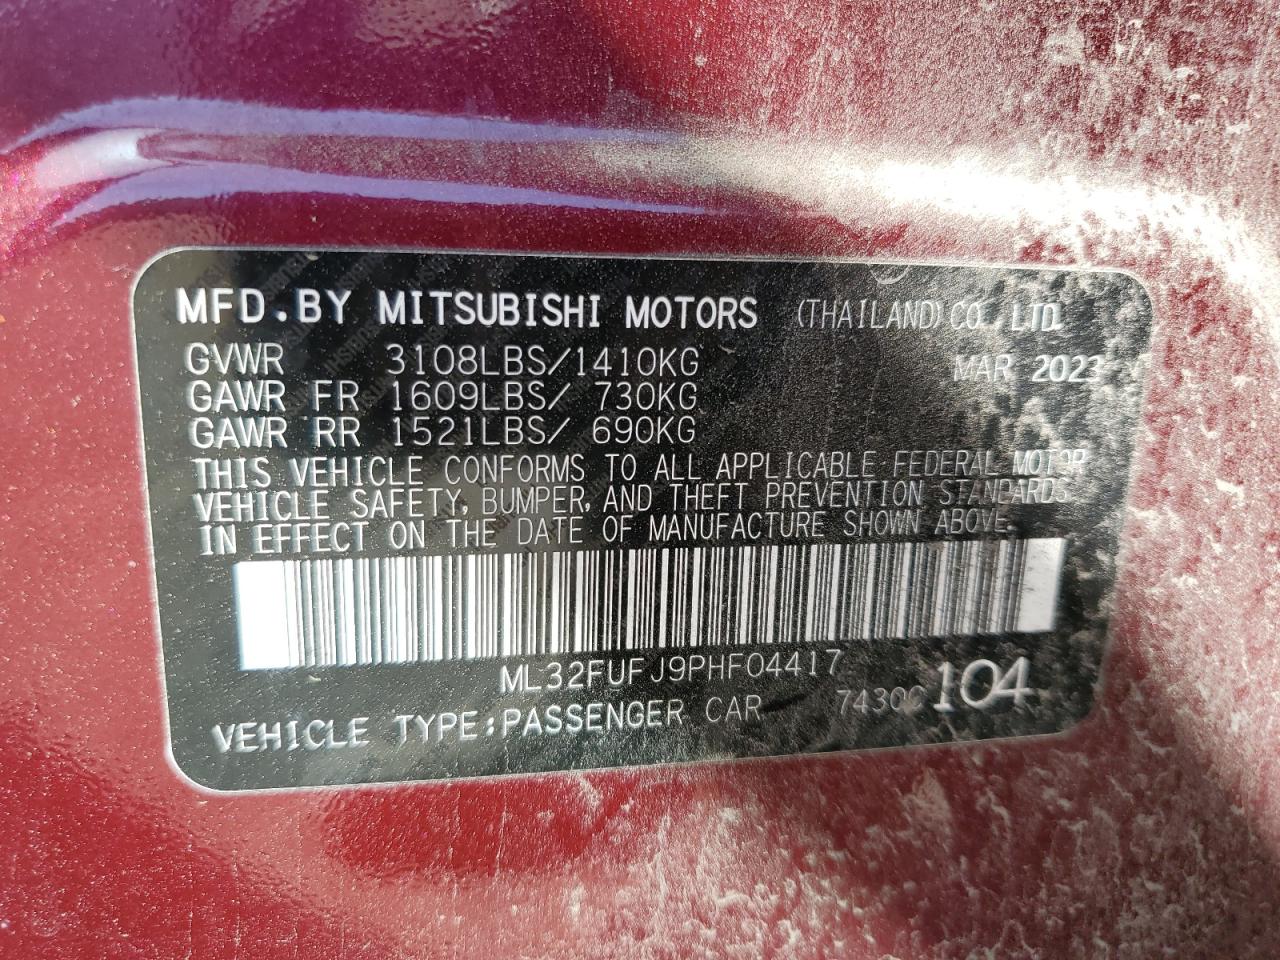 MFD.BY MITSUBISHI MOTORS (THAILAND) CO., LTD.
GVWR 3108LBS/1410KG MAR 2023
GAWR FR 1609LBS/ 730KG
GAWR RR 1521LBS/ 690KG
THIS VEHICLE CONFORMS TO ALL APPLICABLE FEDERAL MOTOR
VEHICLE SAFETY, BUMPER, AND THEFT PREVENTION STANDARDS
IN EFFECT ON THE DATE OF MANUFACTURE SHOWN ABOVE.
ML32FUFJ9PHF04417
VEHICLE TYPE:PASSENGER CAR 7430C 104